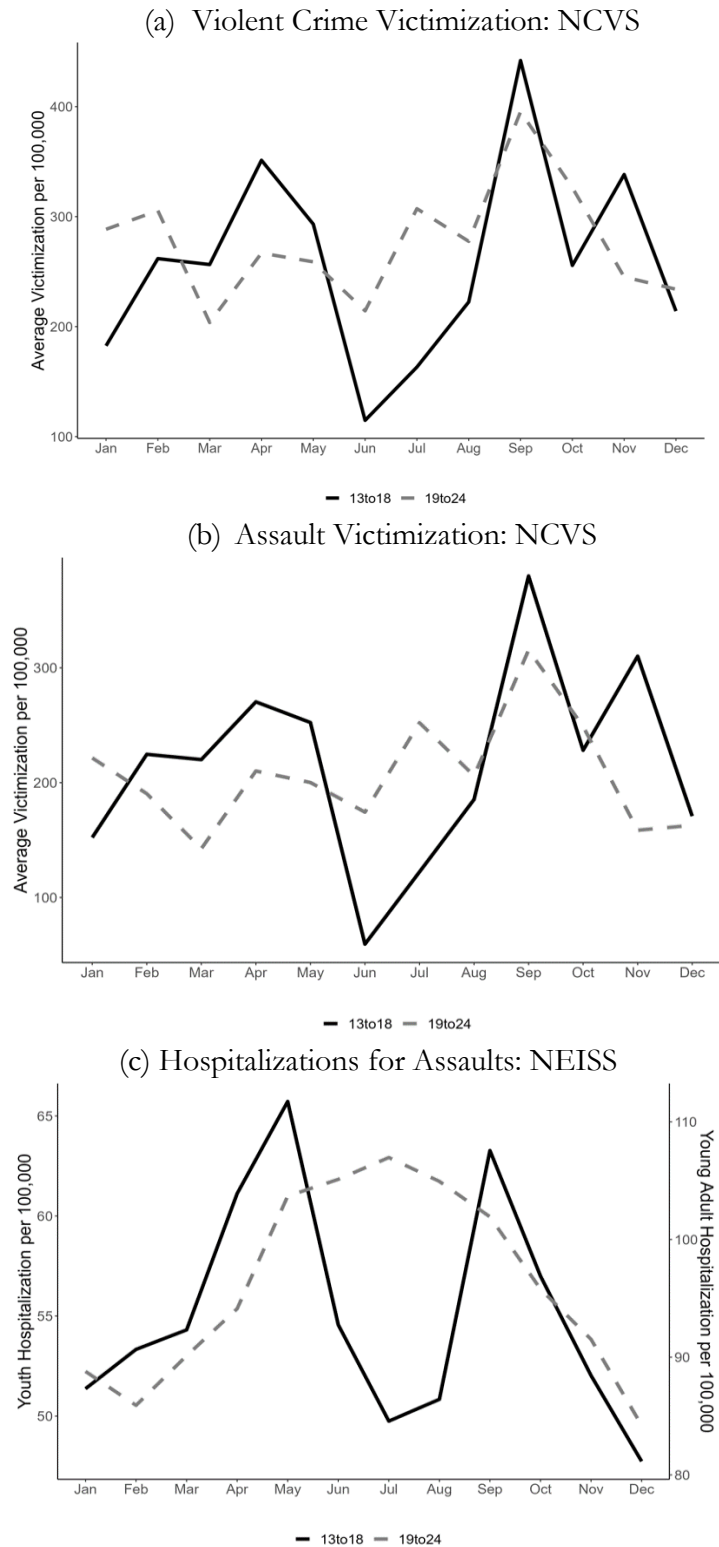 (a) Violent Crime Victimization: NCVS
Average Victimization per 100,000
400
300
200
100
Jan Feb Mar Apr May Jun Jul Aug Sep Oct Nov Dec
13to18 19to24
(b) Assault Victimization: NCVS
Average Victimization per 100,000
300
200
100
Jan Feb Mar Apr May Jun Jul Aug Sep Oct Nov Dec
13to18 19to24
(c) Hospitalizations for Assaults: NEISS
Youth Hospitalization per 100,000
65
60
55
50
110
100
90
80
Young Adult Hospitalization per 100,000
Jan Feb Mar Apr May Jun Jul Aug Sep Oct Nov Dec
13to18 19to24